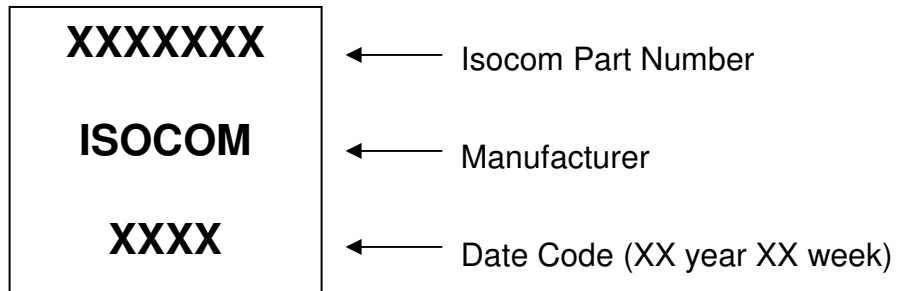 XXXXXXX Isocom Part Number
ISOCOM Manufacturer
XXXX Date Code (XX year XX week)